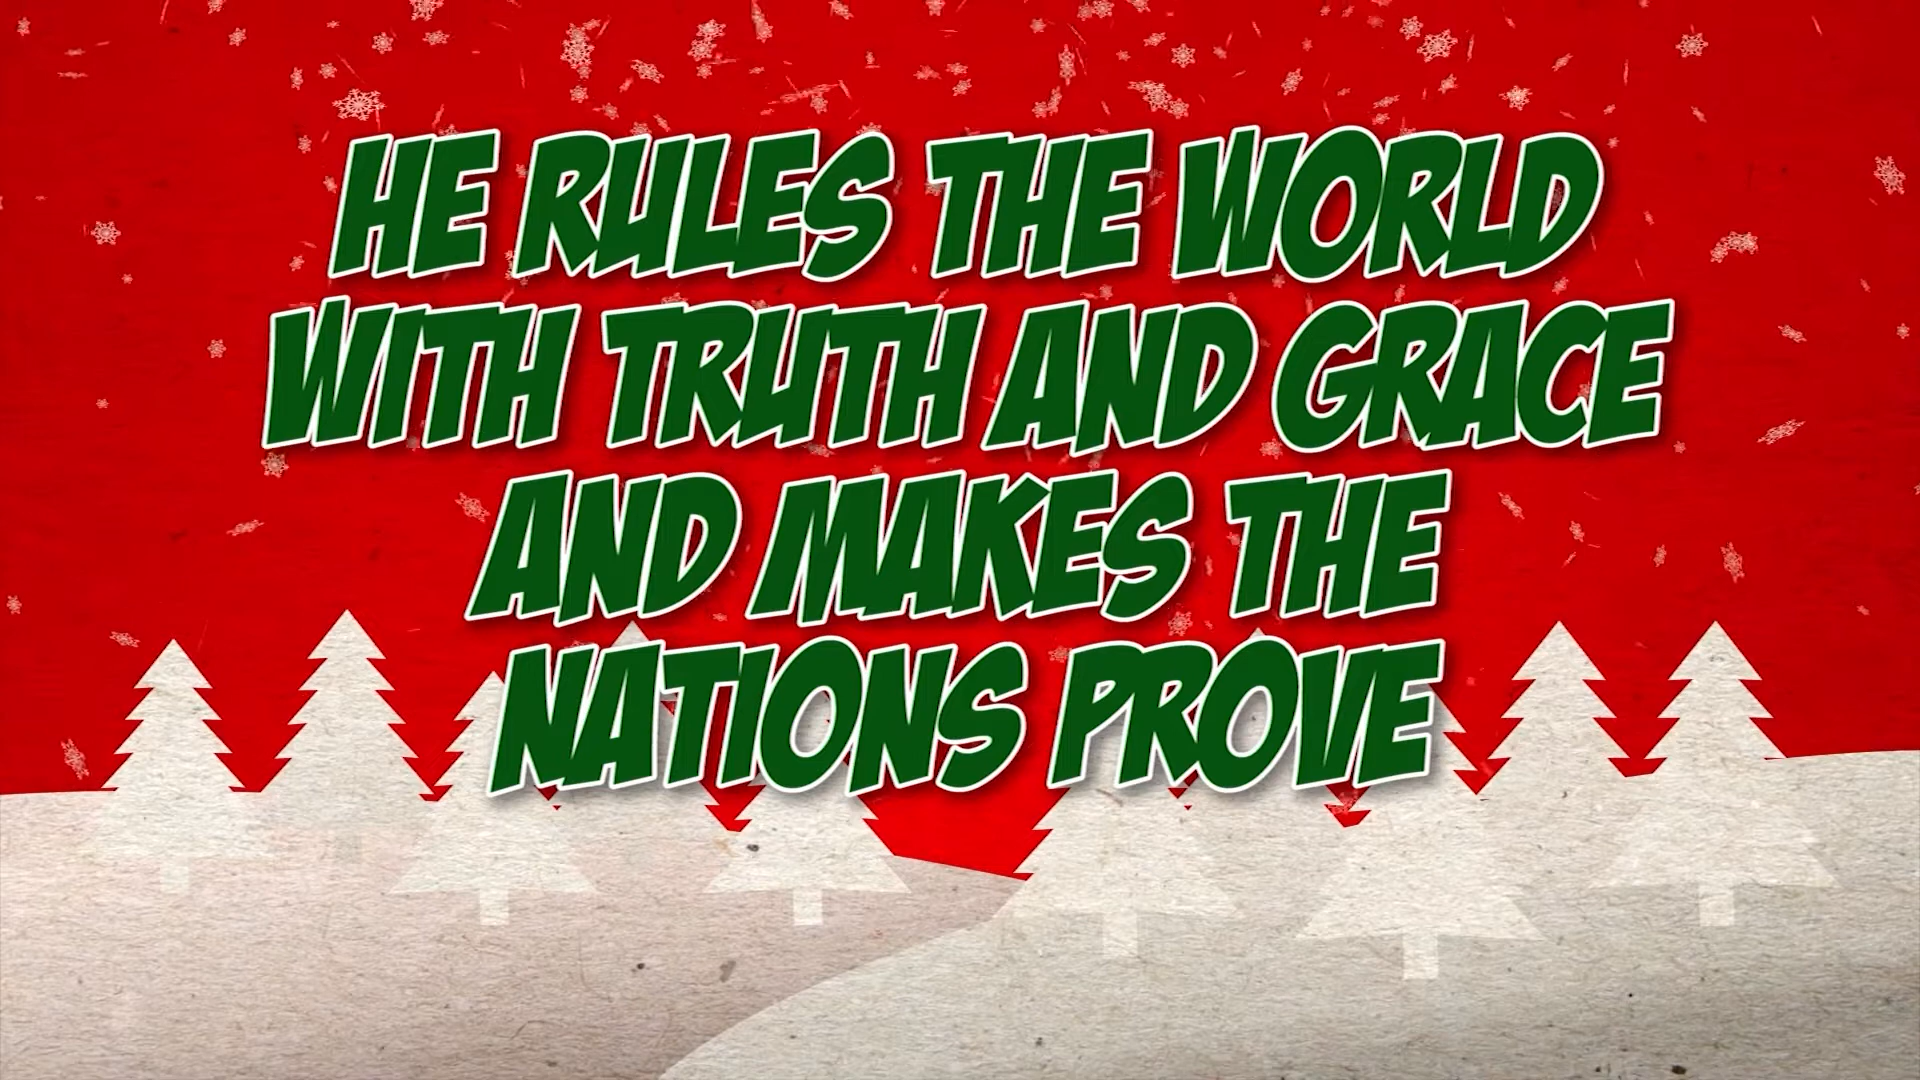 HE RULES THE WORLD
WITH TRUTH AND GRACE
AND MAKES THE
NATIONS PROVE